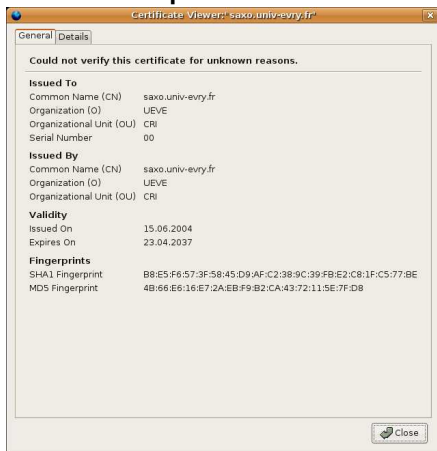 Certificate Viewer:" saxo.univ-evry.fr"
General Details
Could not verify this certificate for unknown reasons.
Issued To
Common Name (CN) saxo.univ-evry.fr
Organization (O) UEVE
Organizational Unit (OU) CRI
Serial Number 00
Issued By
Common Name (CN) saxo.univ-evry.fr
Organization (O) UEVE
Organizational Unit (OU) CRI
Validity
Issued On 15.06.2004
Expires On 23.04.2037
Fingerprints
SHA1 Fingerprint B8:E5:F6:57:3F:58:45:D9:AF:C2:38:9C:39:FB:E2:C8:1F:C5:77:BE
MD5 Fingerprint 4B:66:E6:16:E7:2A:EB:F9:B2:CA:43:72:11:5E:7F:D8
Close